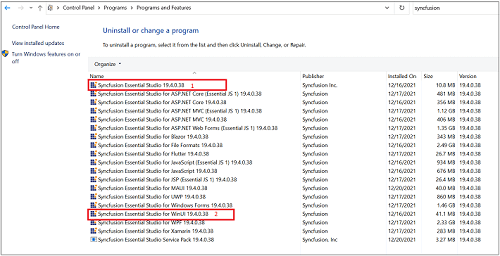 Control Panel > Programs > Programs and Features
syncfusion
Control Panel Home
Uninstall or change a program
View installed updates
To uninstall a program, select it from the list and then click Uninstall, Change, or Repair.
Turn Windows features on or off
Organize
Name Publisher Installed On Size Version
Syncfusion Essential Studio 19.4.0.38 1 Syncfusion Inc. 12/16/2021 10.8 MB 19.4.0.38
Syncfusion Essential Studio for ASP.NET Core (Essential JS 1) 19.4.0.38 Syncfusion 12/17/2021 481 MB 19.4.0.38
Syncfusion Essential Studio for ASP.NET Core 19.4.0.38 Syncfusion 12/16/2021 356 MB 19.4.0.38
Syncfusion Essential Studio for ASP.NET MVC (Essential JS 1) 19.4.0.38 Syncfusion 12/17/2021 1.12 GB 19.4.0.38
Syncfusion Essential Studio for ASP.NET MVC 19.4.0.38 Syncfusion 12/16/2021 406 MB 19.4.0.38
Syncfusion Essential Studio for ASP.NET Web Forms (Essential JS 1) 19.4.0.38 Syncfusion 12/17/2021 1.35 GB 19.4.0.38
Syncfusion Essential Studio for Blazor 19.4.0.38 Syncfusion 12/16/2021 268 MB 19.4.0.38
Syncfusion Essential Studio for File Formats 19.4.0.38 Syncfusion 12/17/2021 2.49 GB 19.4.0.38
Syncfusion Essential Studio for Flutter 19.4.0.38 Syncfusion 12/17/2021 26.7 MB 19.4.0.38
Syncfusion Essential Studio for JavaScript (Essential JS 1) 19.4.0.38 Syncfusion 12/16/2021 934 MB 19.4.0.38
Syncfusion Essential Studio for JavaScript 19.4.0.38 Syncfusion 12/16/2021 676 MB 19.4.0.38
Syncfusion Essential Studio for JSP (Essential JS 1) 19.4.0.38 Syncfusion 12/17/2021 26.4 MB 19.4.0.38
Syncfusion Essential Studio for MAUI 19.4.0.38 Syncfusion 12/20/2021 40.0 MB 19.4.0.38
Syncfusion Essential Studio for UWP 19.4.0.38 Syncfusion 12/17/2021 860 MB 19.4.0.38
Syncfusion Essential Studio for Windows Forms 19.4.0.38 Syncfusion 12/17/2021 1.46 GB 19.4.0.38
Syncfusion Essential Studio for WinUI 19.4.0.38 2 Syncfusion 12/16/2021 41.1 MB 19.4.0.38
Syncfusion Essential Studio for WPF 19.4.0.38 Syncfusion 12/17/2021 2.33 GB 19.4.0.38
Syncfusion Essential Studio for Xamarin 19.4.0.38 Syncfusion 12/17/2021 283 MB 19.4.0.38
Syncfusion Essential Studio Service Pack 19.4.0.38 Syncfusion, Inc 12/20/2021 3.27 MB 19.4.0.38